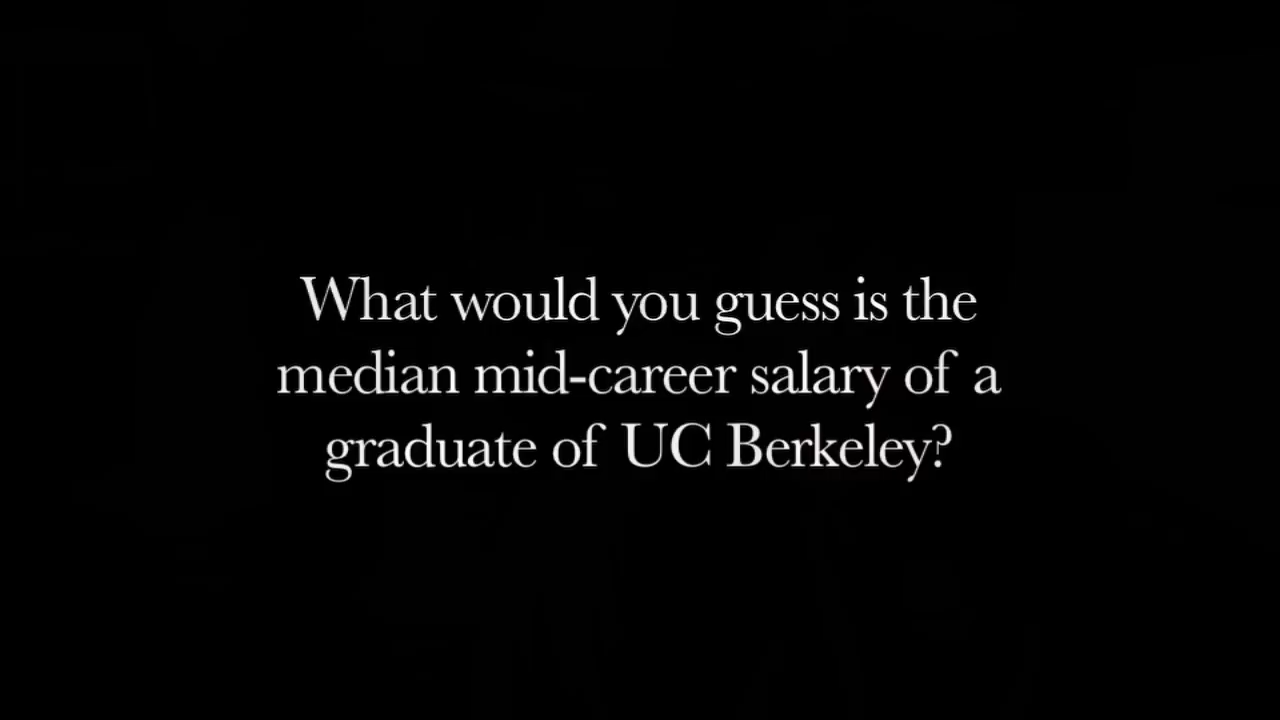 What would you guess is the
median mid-career salary of a
graduate of UC Berkeley?